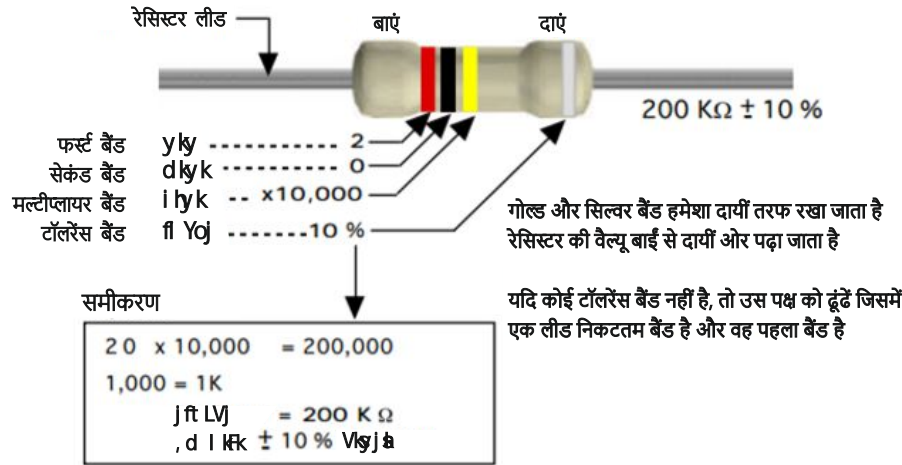 रेसिस्टर लीड
बाएं
दाएं
200 KΩ ± 10 %
फर्स्ट बैंड yky ------------ 2
सेकंड बैंड dkyk ------------ 0
मल्टीप्लायर बैंड ihyk -- x10,000
टॉलरेंस बैंड fl Yoj -------10 %
गोल्ड और सिल्वर बैंड हमेशा दायीं तरफ रखा जाता है
रेसिस्टर की वैल्यू बाईं से दायीं ओर पढ़ा जाता है
यदि कोई टॉलरेंस बैंड नहीं है, तो उस पक्ष को ढूंढें जिसमें
एक लीड निकटतम बैंड है और वह पहला बैंड है
समीकरण
20 x 10,000 = 200,000
1,000 = 1K
jftLVj = 200 K Ω
± 10 %